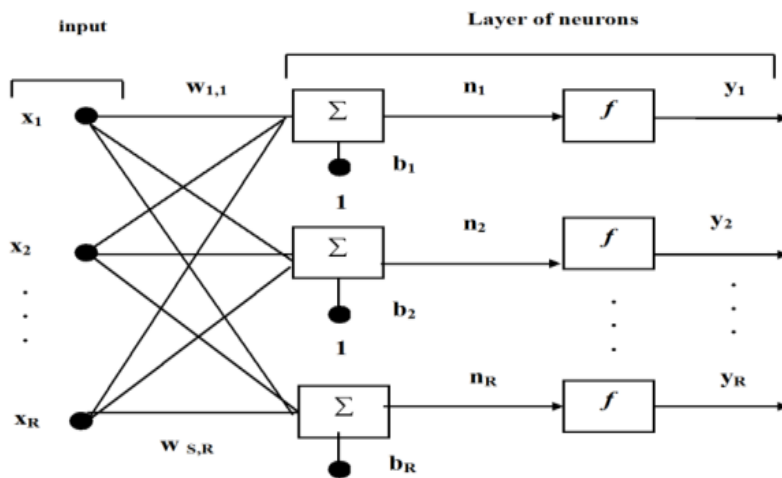 Layer of neurons
input
w1,1 n1 y1
x1 Σ f
b1
1
n2 y2
x2 Σ f
b2
1
nR yR
xR Σ f
w S,R
bR